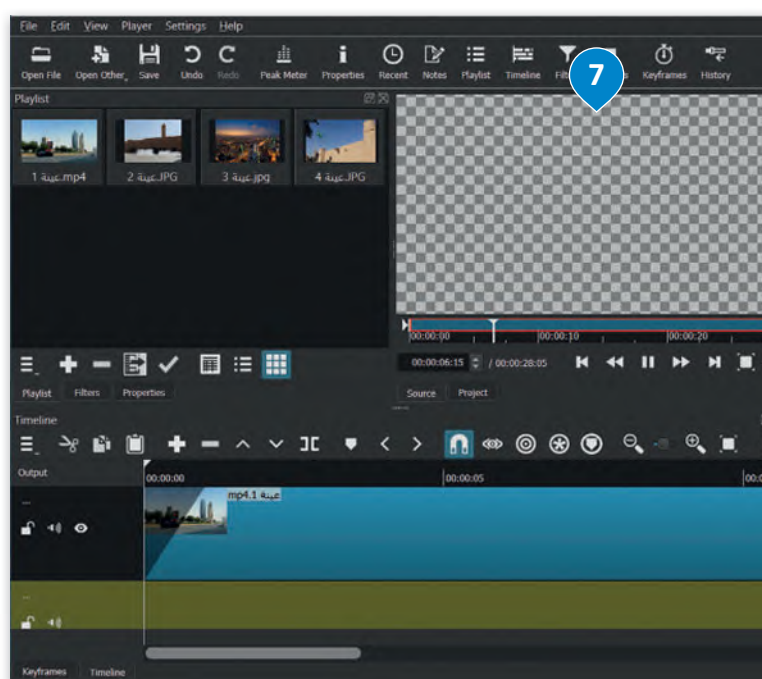 File Edit View Player Settings Help
Open File Open Other Save Undo Redo Peak Meter Properties Recent Notes Playlist Timeline Keyframes History
7
Playlist
عينة 1.mp4 عينة 2.JPG عينة 3.jpg عينة 4.JPG
00:00:00 00:00:10 00:00:20
00:00:06:15 / 00:00:28:05
Playlist Filters Properties
Source Project
Timeline
Output
00:00:00 00:00:05
عينة 1.mp4
Keyframes Timeline